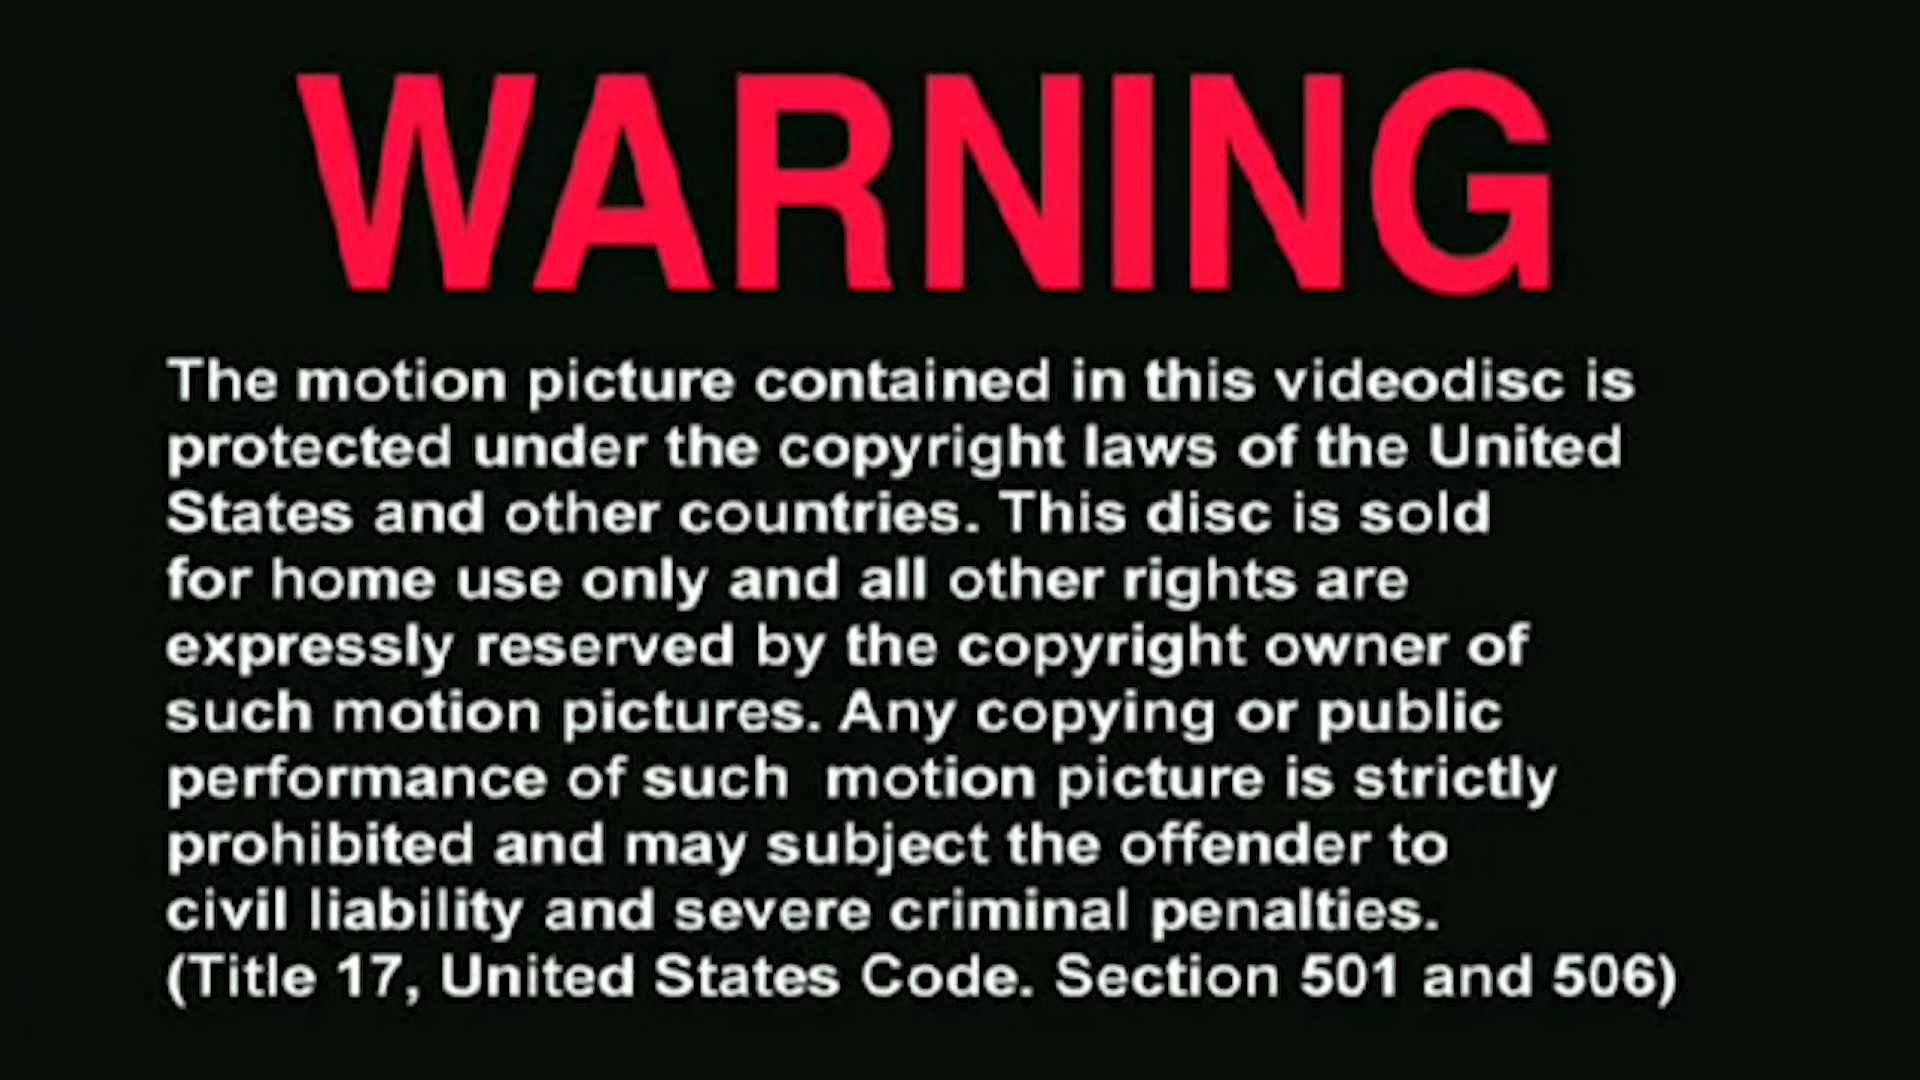 WARNING
The motion picture contained in this videodisc is
protected under the copyright laws of the United
States and other countries. This disc is sold
for home use only and all other rights are
expressly reserved by the copyright owner of
such motion pictures. Any copying or public
performance of such  motion picture is strictly
prohibited and may subject the offender to
civil liability and severe criminal penalties.
(Title 17, United States Code. Section 501 and 506)